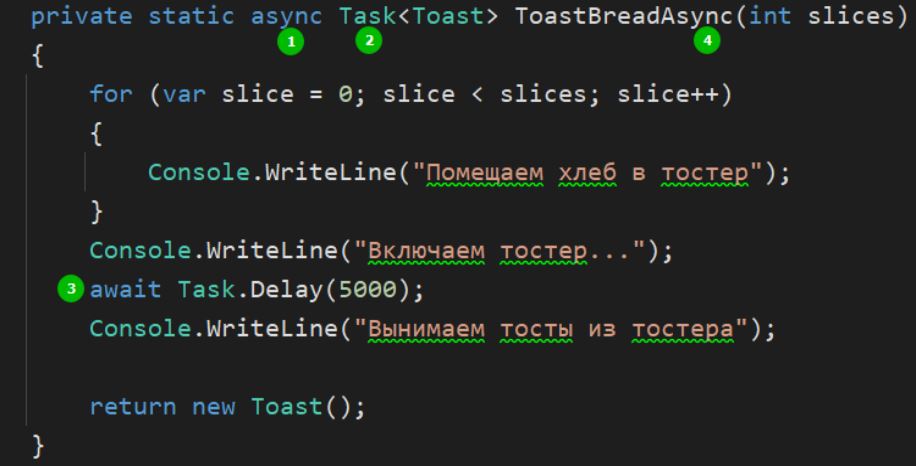 private static async Task<Toast> ToastBreadAsync(int slices)
1 2 4
{
for (var slice = 0; slice < slices; slice++)
{
Console.WriteLine("Помещаем хлеб в тостер");
}
Console.WriteLine("Включаем тостер...");
3 await Task.Delay(5000);
Console.WriteLine("Вынимаем тосты из тостера");
return new Toast();
}